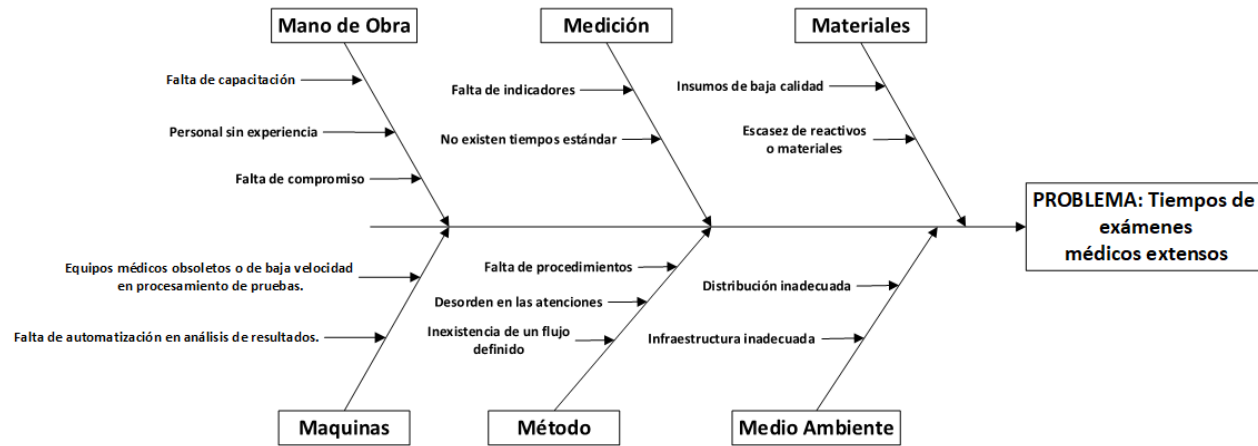 Mano de Obra
Medición
Materiales
Falta de capacitación
Personal sin experiencia
Falta de compromiso
Falta de indicadores
No existen tiempos estándar
Insumos de baja calidad
Escasez de reactivos
o materiales
PROBLEMA: Tiempos de
exámenes
médicos extensos
Equipos médicos obsoletos o de baja velocidad
en procesamiento de pruebas.
Falta de automatización en análisis de resultados.
Falta de procedimientos
Desorden en las atenciones
Inexistencia de un flujo
definido
Distribución inadecuada
Infraestructura inadecuada
Maquinas
Método
Medio Ambiente